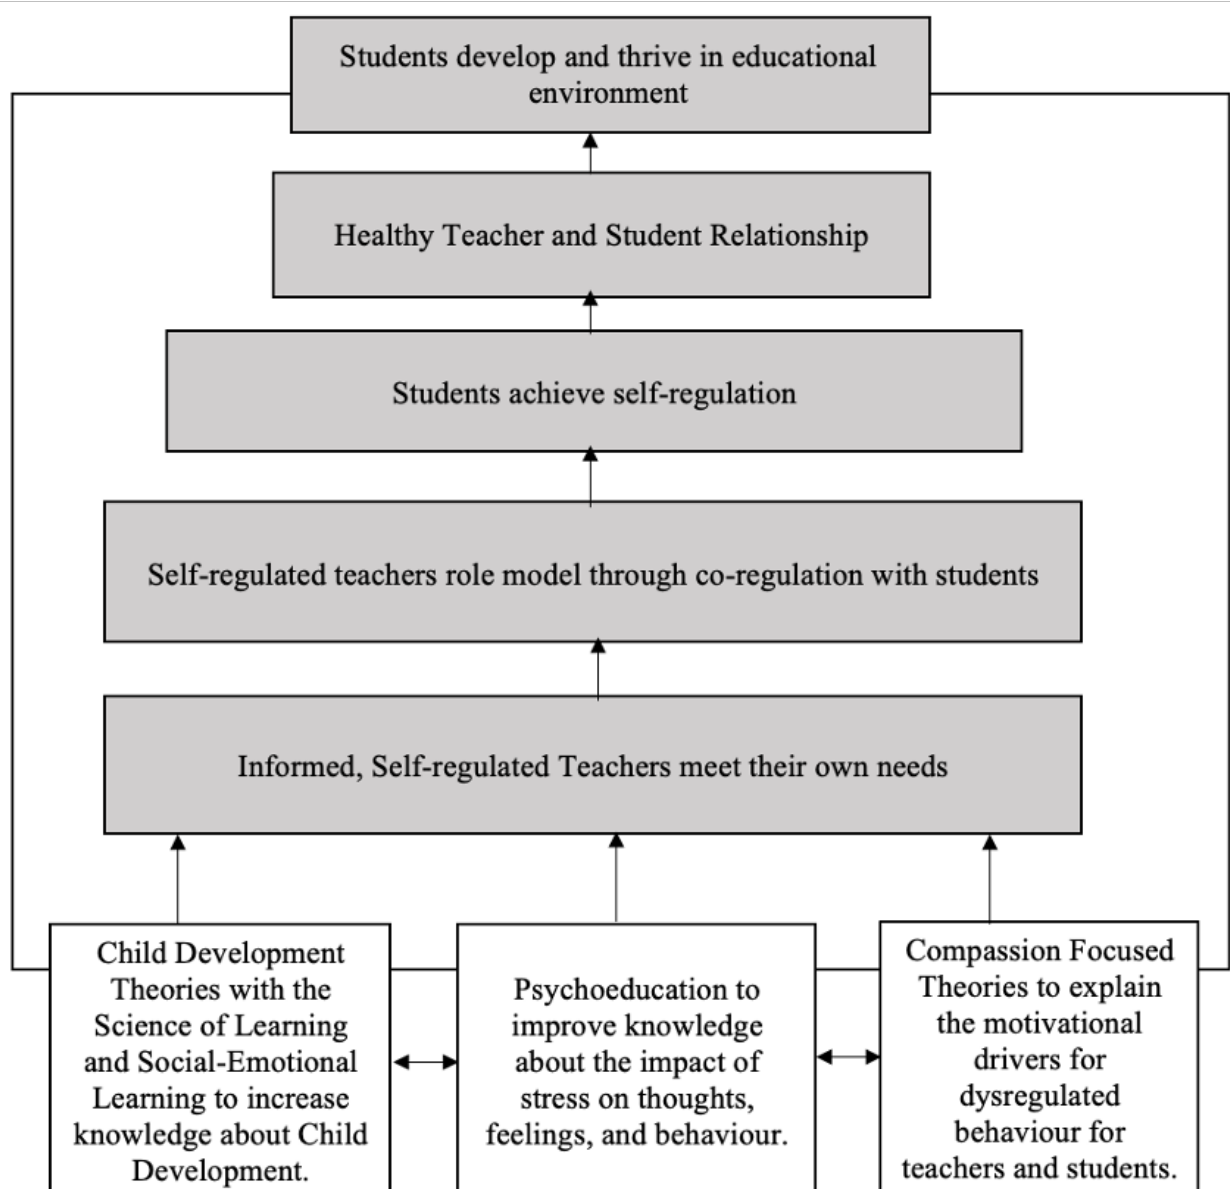 Students develop and thrive in educational
environment
Healthy Teacher and Student Relationship
Students achieve self-regulation
Self-regulated teachers role model through co-regulation with students
Informed, Self-regulated Teachers meet their own needs
Child Development
Theories with the
Science of Learning
and Social-Emotional
Learning to increase
knowledge about Child
Development.
Psychoeducation to
improve knowledge
about the impact of
stress on thoughts,
feelings, and behaviour.
Compassion Focused
Theories to explain
the motivational
drivers for
dysregulated
behaviour for
teachers and students.